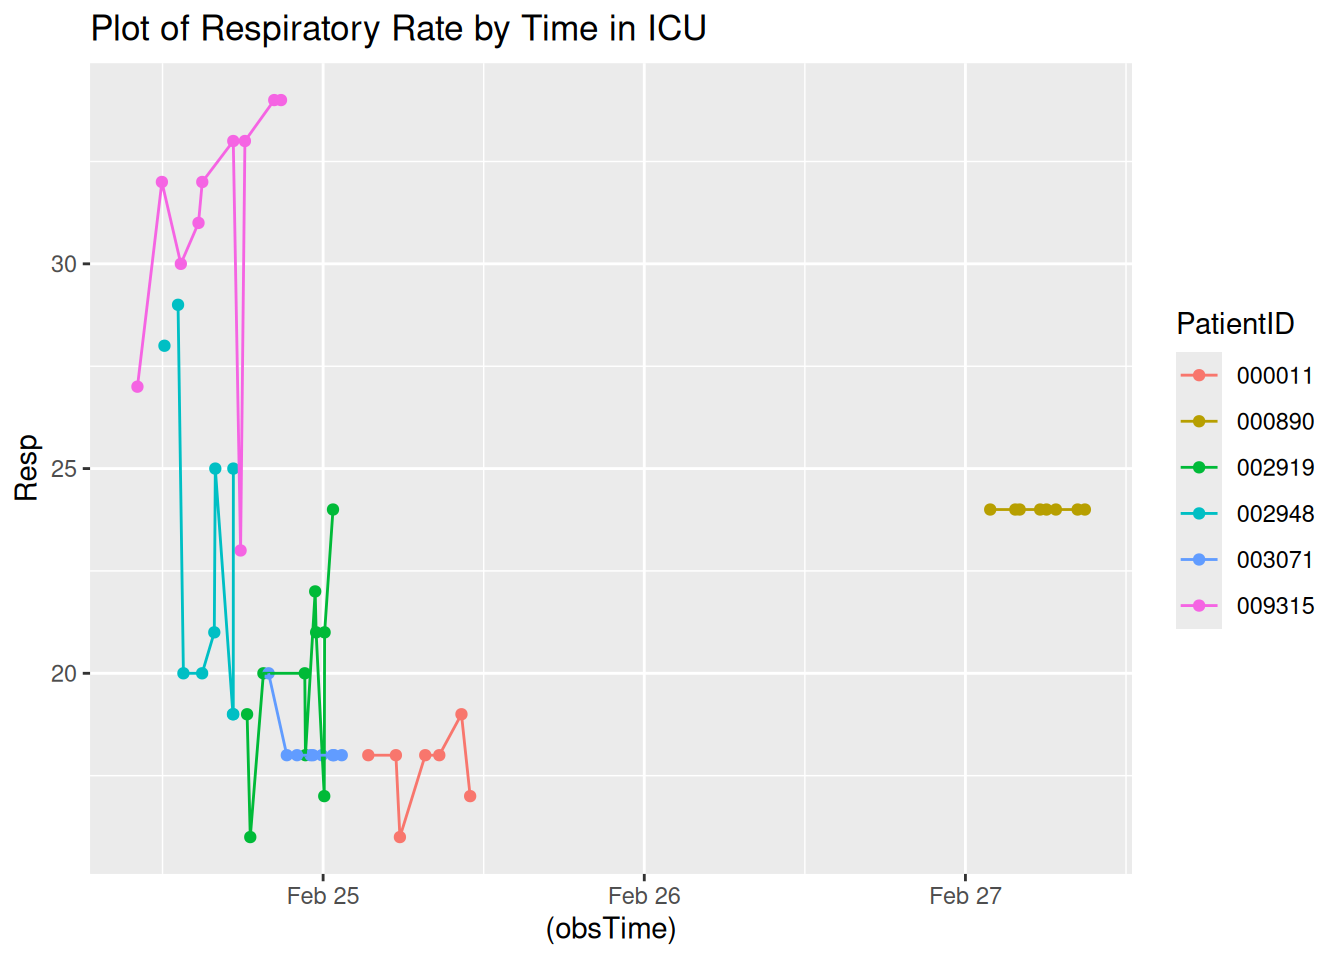 Plot of Respiratory Rate by Time in ICU
Resp
30
25
20
Feb 25
Feb 26
Feb 27
(obsTime)
PatientID
000011
000890
002919
002948
003071
009315